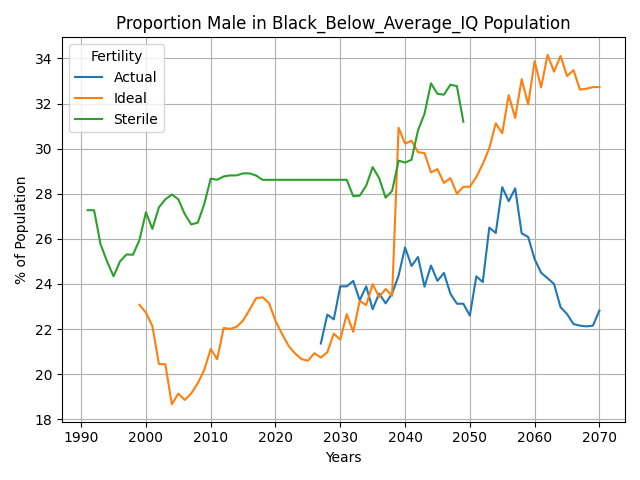 Proportion Male in Black_Below_Average_IQ Population
Fertility
Actual
Ideal
Sterile
% of Population
34
32
30
28
26
24
22
20
18
1990 2000 2010 2020 2030 2040 2050 2060 2070
Years